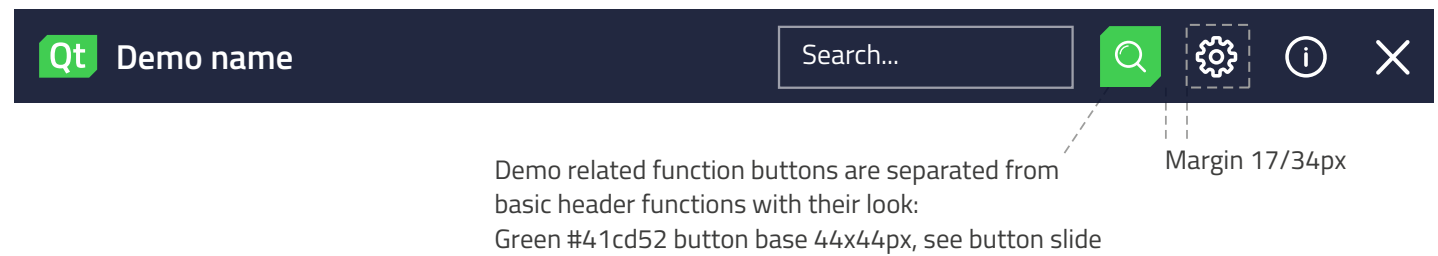 Qt Demo name Search...
Demo related function buttons are separated from
basic header functions with their look:
Green #41cd52 button base 44x44px, see button slide
Margin 17/34px